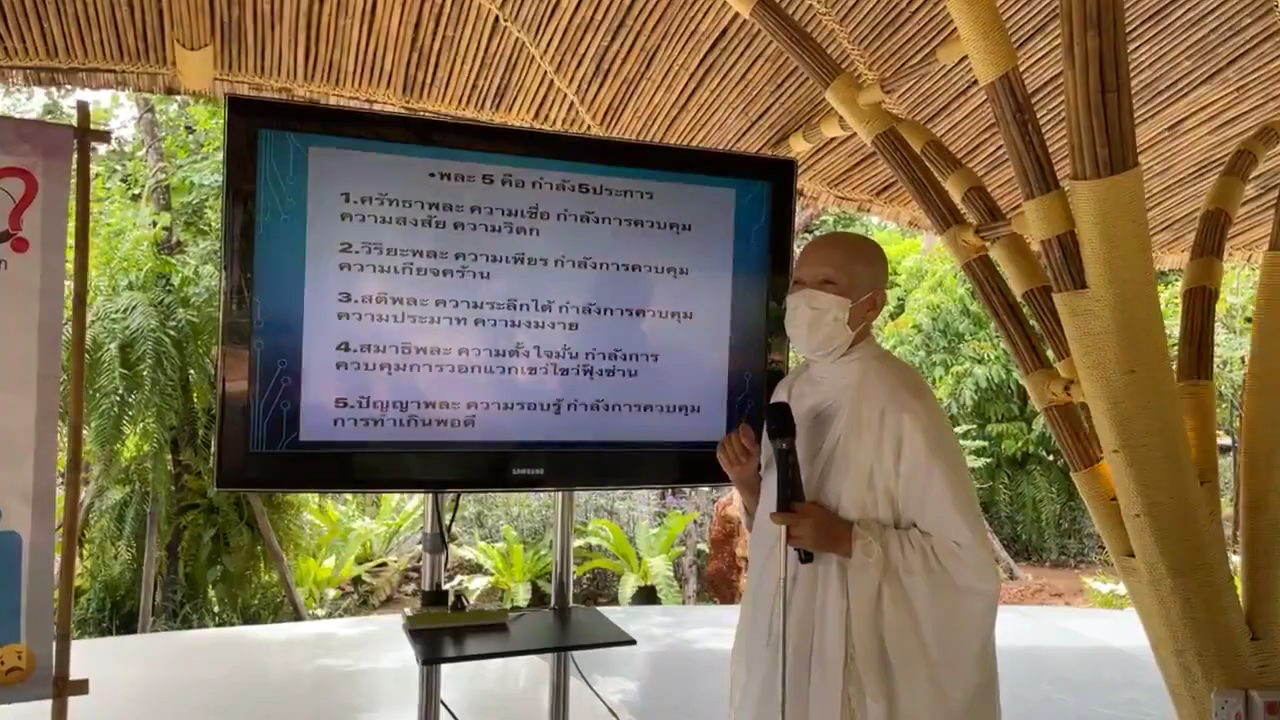 •พละ 5 คือ กำลัง5ประการ
1.ศรัทธาพละ ความเชื่อ กำลังการควบคุม
ความสงสัย ความวิตก
2.วิริยะพละ ความเพียร กำลังการควบคุม
ความเกียจคร้าน
3.สติพละ ความระลึกได้ กำลังการควบคุม
ความประมาท ความงมงาย
4.สมาธิพละ ความตั้งใจมั่น กำลังการ
ควบคุมการวอกแวกเขวไขว่ฟุ้งซ่าน
5.ปัญญาพละ ความรอบรู้ กำลังการควบคุม
การทำเกินพอดี
SAMSUNG
?